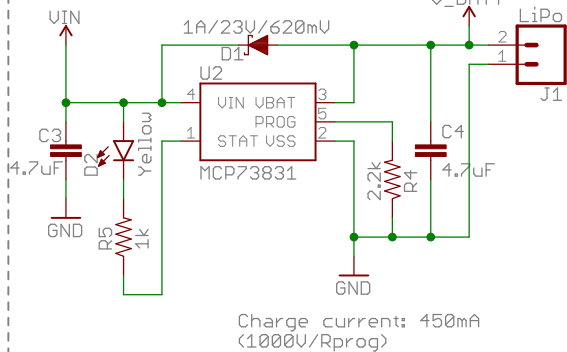 VIN
V_BATT
LiPo
1A/23V/620mV
D1
2
1
J1
U2
4
VIN VBAT
3
PROG
5
1
STAT VSS
2
MCP73831
C3
4.7uF
D2
Yellow
C4
4.7uF
2.2k
R4
R5
1k
GND
GND
Charge current: 450mA
(1000V/Rprog)